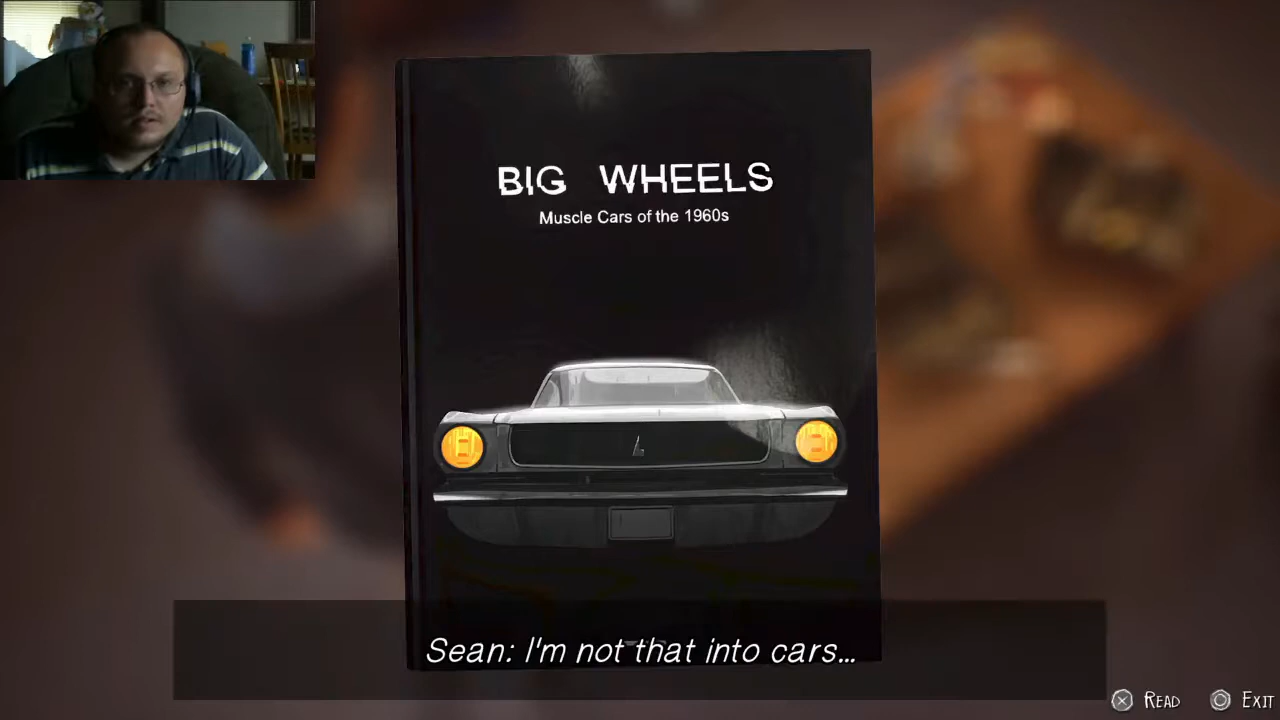 BIG WHEELS
Muscle Cars of the 1960s
Sean: I'm not that into cars...
READ
EXIT